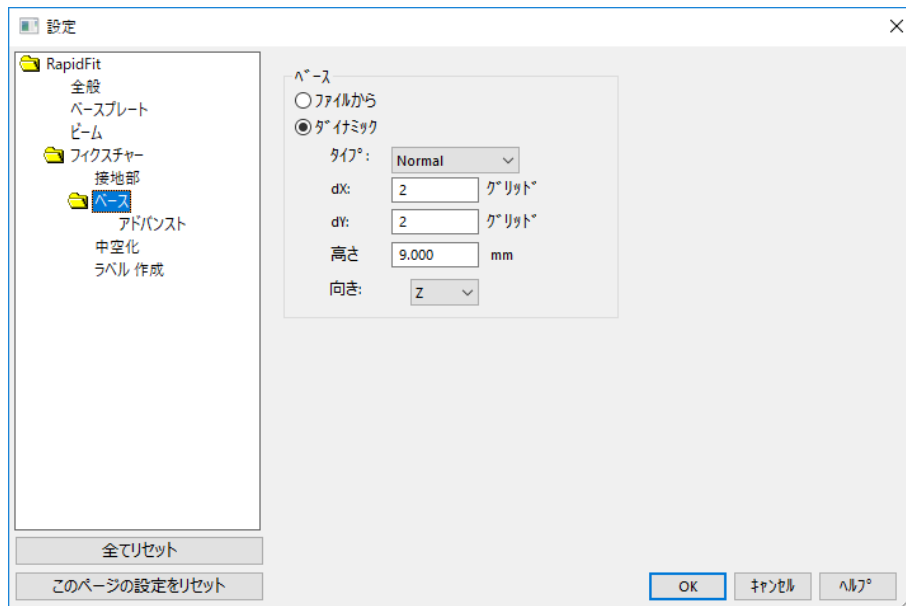 設定
RapidFit
全般
ベースプレート
ビーム
フィクスチャー
接地部
ベース
アドバンスト
中空化
ラベル 作成
全てリセット
このページの設定をリセット
ﾍﾞｰｽ
ﾌｧｲﾙから
ﾀﾞｲﾅﾐｯｸ
ﾀｲﾌﾟ: Normal
dX: 2 ｸﾞﾘｯﾄﾞ
dY: 2 ｸﾞﾘｯﾄﾞ
高さ 9.000 mm
向き: Z
OK ｷｬﾝｾﾙ ﾍﾙﾌﾟ